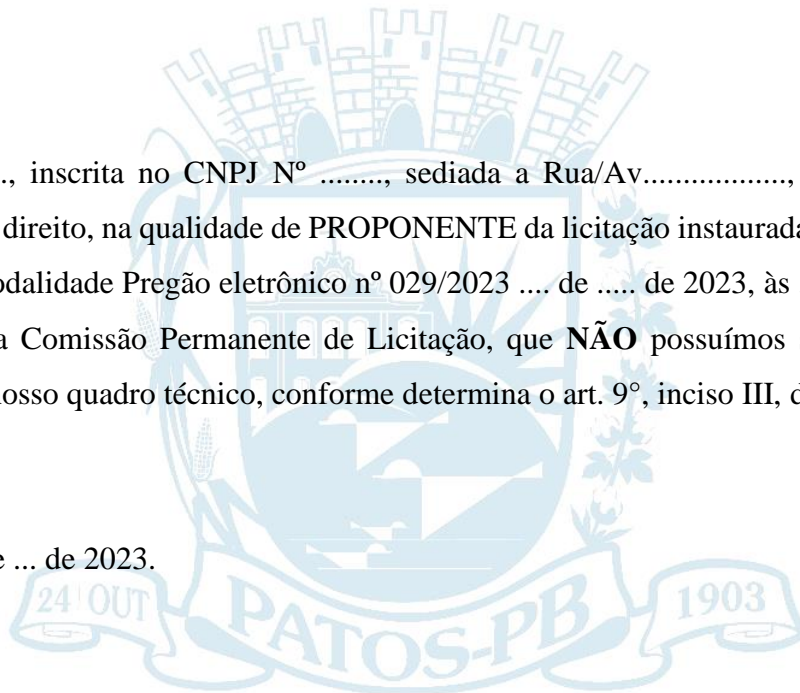 .., inscrita no CNPJ Nº ........, sediada a Rua/Av.................,
direito, na qualidade de PROPONENTE da licitação instaurada
odalidade Pregão eletrônico nº 029/2023 .... de ..... de 2023, às
a Comissão Permanente de Licitação, que NÃO possuímos
nosso quadro técnico, conforme determina o art. 9°, inciso III, d
e ... de 2023.
24 OUT
PATOS-PB
1903